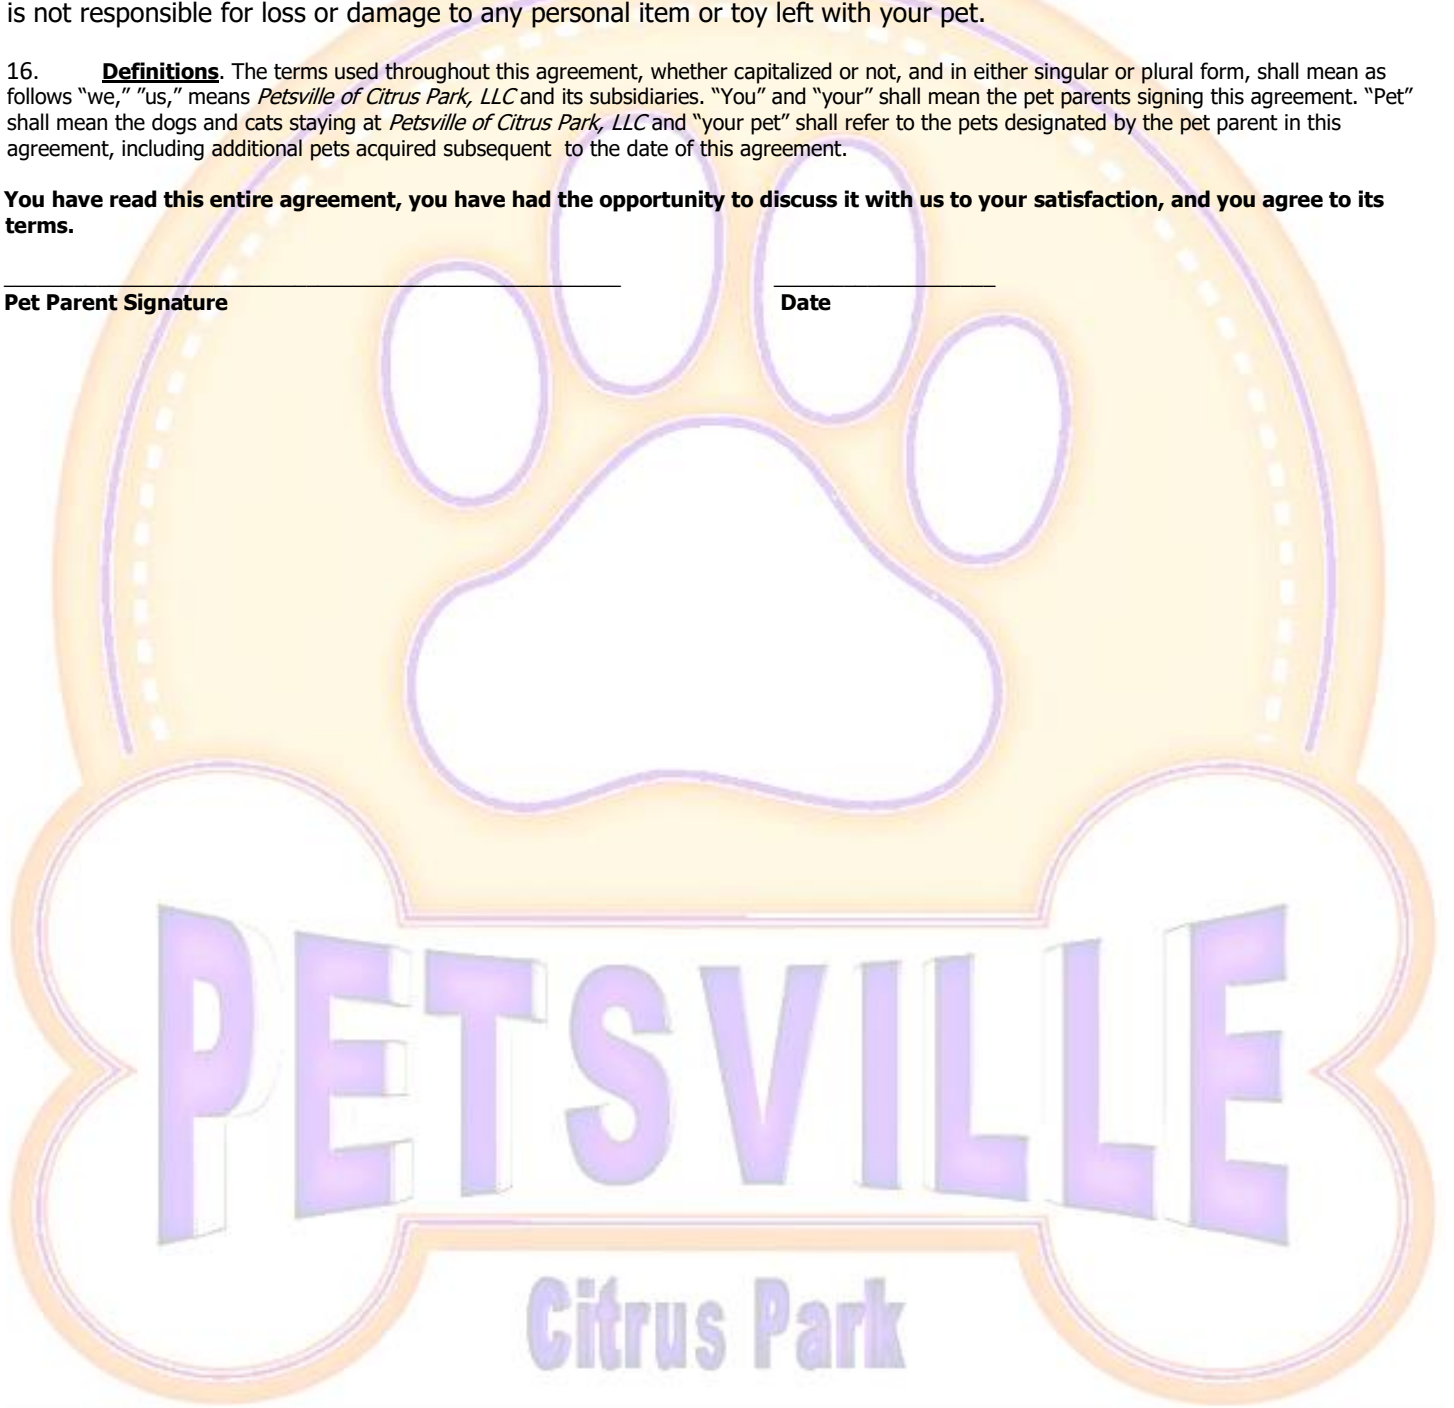 is not responsible for loss or damage to any personal item or toy left with your pet.
16. Definitions. The terms used throughout this agreement, whether capitalized or not, and in either singular or plural form, shall mean as
follows “we,” ”us,” means Petsville of Citrus Park, LLC and its subsidiaries. “You” and “your” shall mean the pet parents signing this agreement. “Pet”
shall mean the dogs and cats staying at Petsville of Citrus Park, LLC and “your pet” shall refer to the pets designated by the pet parent in this
agreement, including additional pets acquired subsequent to the date of this agreement.
You have read this entire agreement, you have had the opportunity to discuss it with us to your satisfaction, and you agree to its
terms.
Pet Parent Signature Date
PETSVILLE
Citrus Park